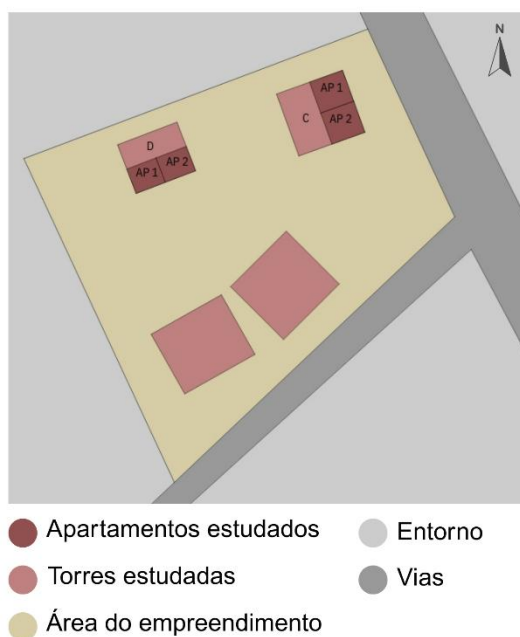 N
AP 1
C
AP 2
D
AP 1
AP 2
Apartamentos estudados
Entorno
Torres estudadas
Vias
Área do empreendimento